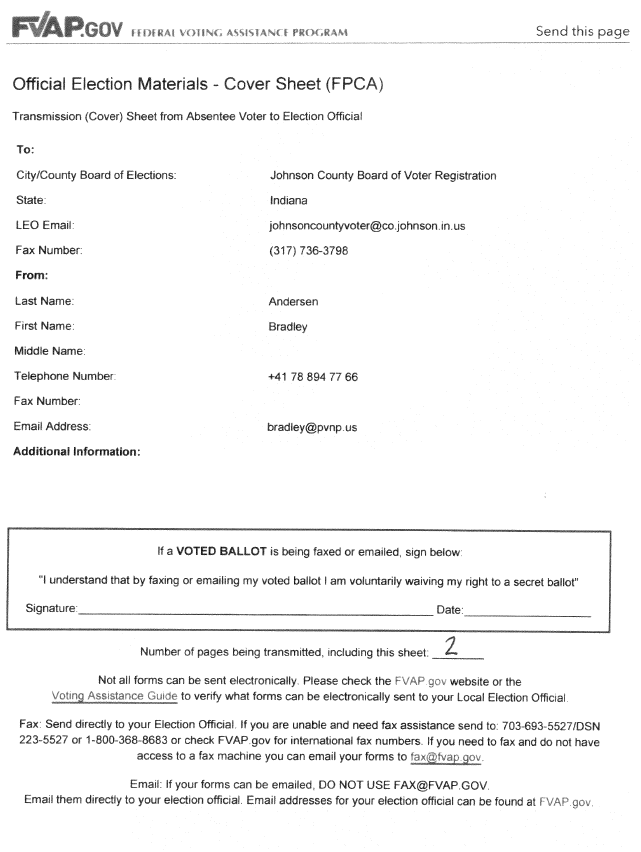 FVAP.GOV FEDERAL VOTING ASSISTANCE PROGRAM
Send this page
Official Election Materials - Cover Sheet (FPCA)
Transmission (Cover) Sheet from Absentee Voter to Election Official
To:
City/County Board of Elections: Johnson County Board of Voter Registration
State: Indiana
LEO Email: johnsoncountyvoter@co.johnson.in.us
Fax Number: (317) 736-3798
From:
Last Name: Andersen
First Name: Bradley
Middle Name:
Telephone Number: +41 78 894 77 66
Fax Number:
Email Address: bradley@pvnp.us
Additional Information:
If a VOTED BALLOT is being faxed or emailed, sign below:
"I understand that by faxing or emailing my voted ballot I am voluntarily waiving my right to a secret ballot"
Signature: Date:
Number of pages being transmitted, including this sheet: 2
Not all forms can be sent electronically. Please check the FVAP.gov website or the
Voting Assistance Guide to verify what forms can be electronically sent to your Local Election Official.
Fax: Send directly to your Election Official. If you are unable and need fax assistance send to: 703-693-5527/DSN
223-5527 or 1-800-368-8683 or check FVAP.gov for international fax numbers. If you need to fax and do not have
access to a fax machine you can email your forms to fax@fvap.gov.
Email: If your forms can be emailed, DO NOT USE FAX@FVAP.GOV.
Email them directly to your election official. Email addresses for your election official can be found at FVAP.gov.